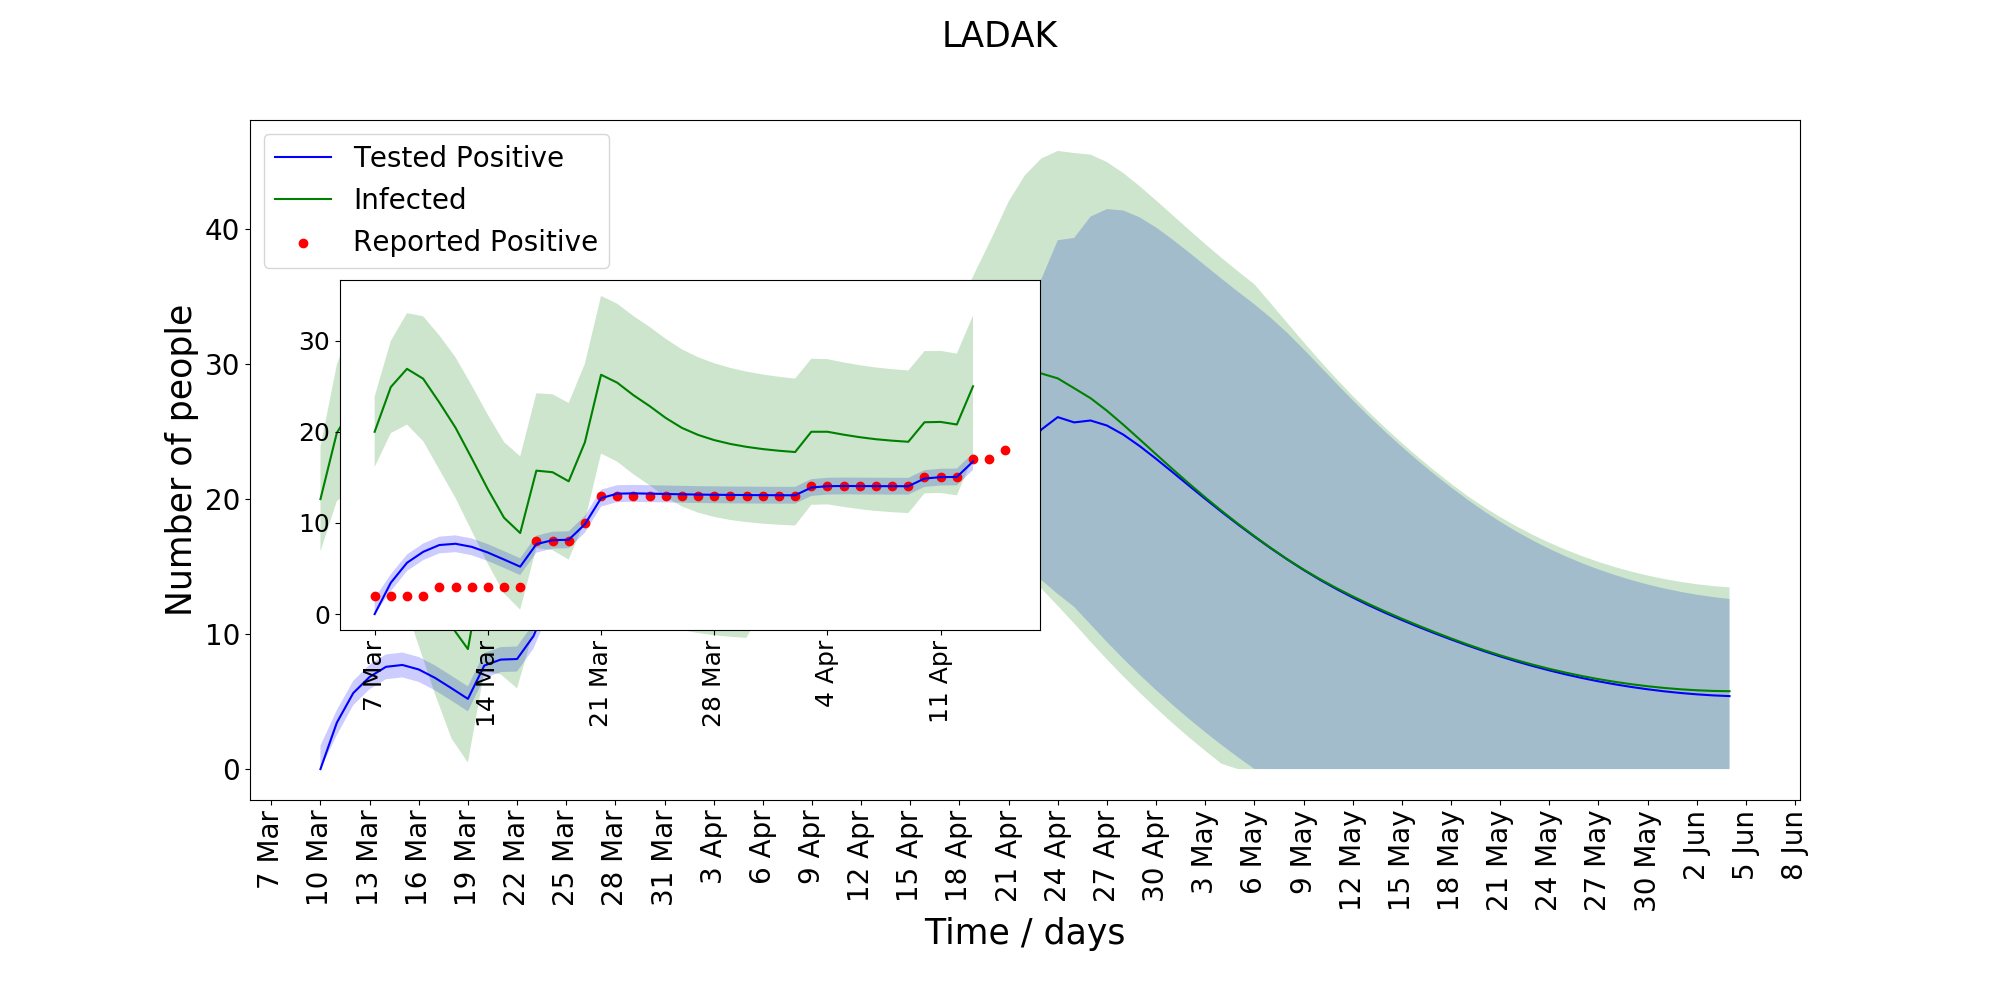 LADAK
Tested Positive
Infected
Reported Positive
Number of people
40
30
20
10
0
30
20
10
0
7 Mar 14 Mar 21 Mar 28 Mar 4 Apr 11 Apr
7 Mar 10 Mar 13 Mar 16 Mar 19 Mar 22 Mar 25 Mar 28 Mar 31 Mar 3 Apr 6 Apr 9 Apr 12 Apr 15 Apr 18 Apr 21 Apr 24 Apr 27 Apr 30 Apr 3 May 6 May 9 May 12 May 15 May 18 May 21 May 24 May 27 May 30 May 2 Jun 5 Jun 8 Jun
Time / days